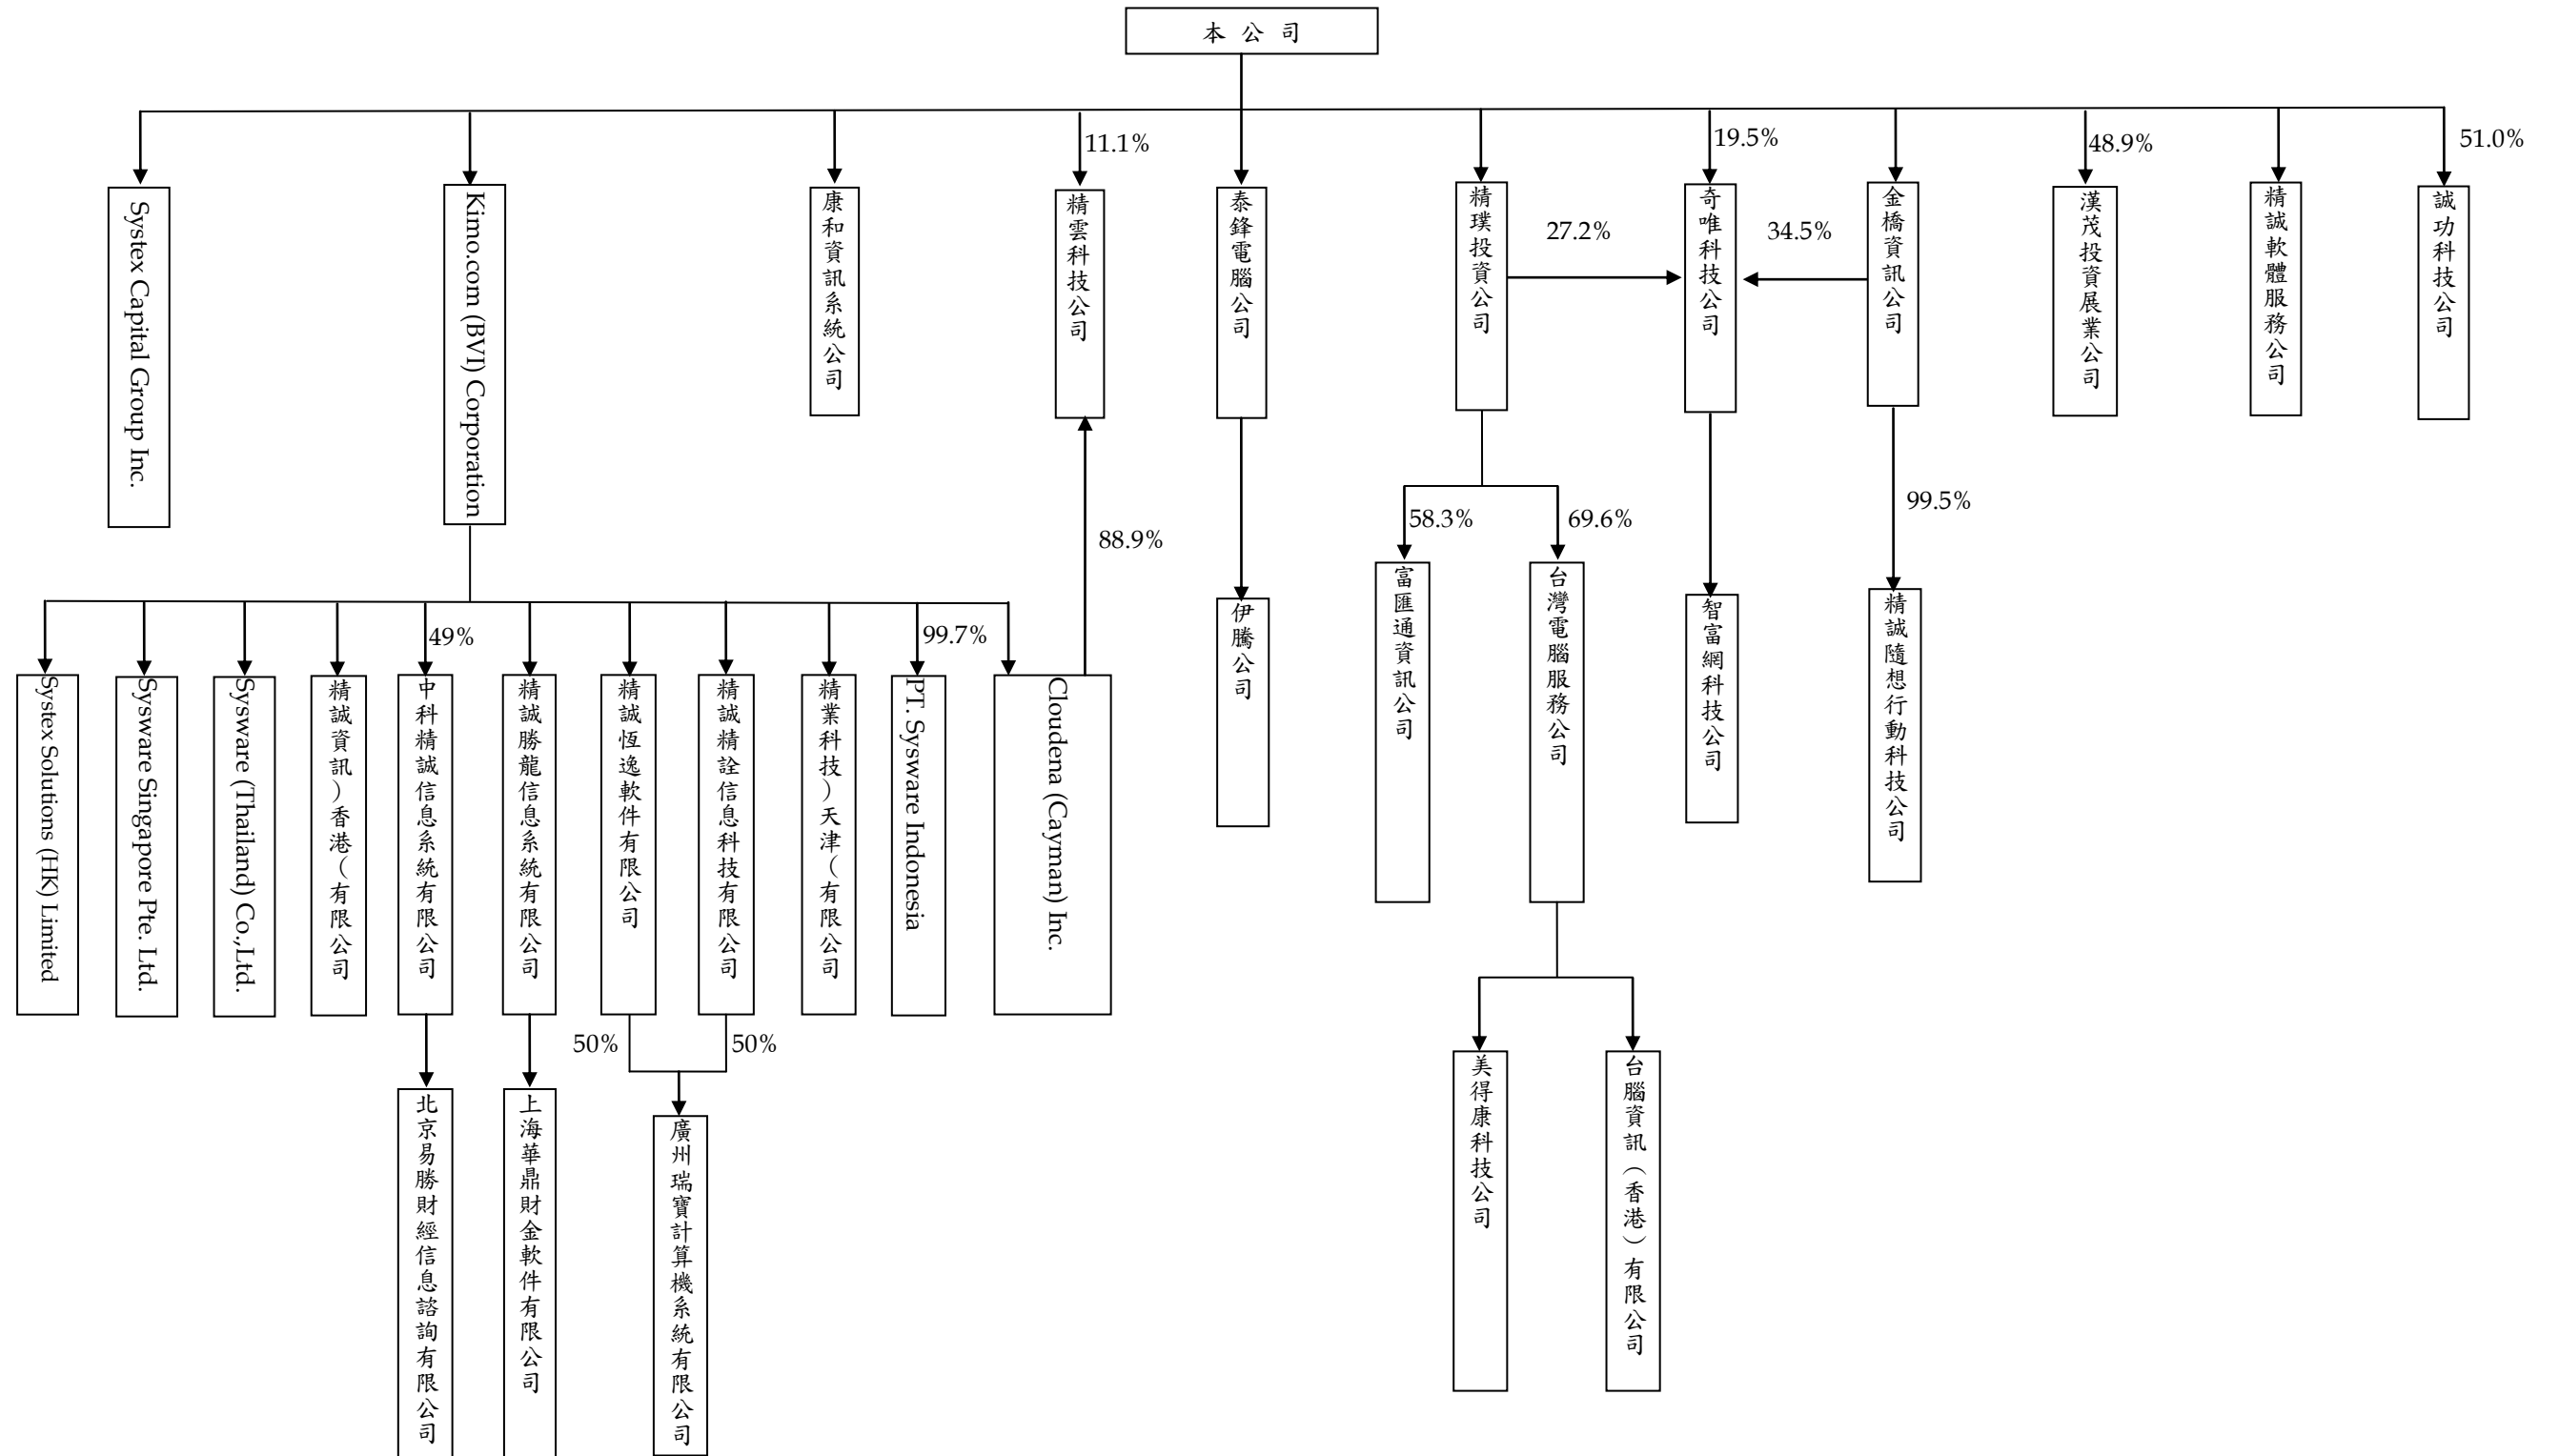 本公司
11.1%
19.5%
48.9%
51.0%
Systex Capital Group Inc.
Kimo.com (BVI) Corporation
康和資訊系統公司
精雲科技公司
泰鋒電腦公司
精璞投資公司
27.2%
奇唯科技公司
34.5%
金橋資訊公司
漢茂投資展業公司
精誠軟體服務公司
誠功科技公司
88.9%
58.3%
69.6%
99.5%
49%
99.7%
Systex Solutions (HK) Limited
Sysware Singapore Pte. Ltd.
Sysware (Thailand) Co.,Ltd.
精誠資訊）香港（有限公司
中科精誠信息系統有限公司
精誠勝龍信息系統有限公司
精誠恆逸軟件有限公司
精誠精詮信息科技有限公司
精業科技）天津（有限公司
PT. Sysware Indonesia
Cloudena (Cayman) Inc.
伊騰公司
富匯通資訊公司
台灣電腦服務公司
智富網科技公司
精誠隨想行動科技公司
50%
50%
北京易勝財經信息諮詢有限公司
上海華鼎財金軟件有限公司
廣州瑞寶計算機系統有限公司
美得康科技公司
台腦資訊（香港）有限公司